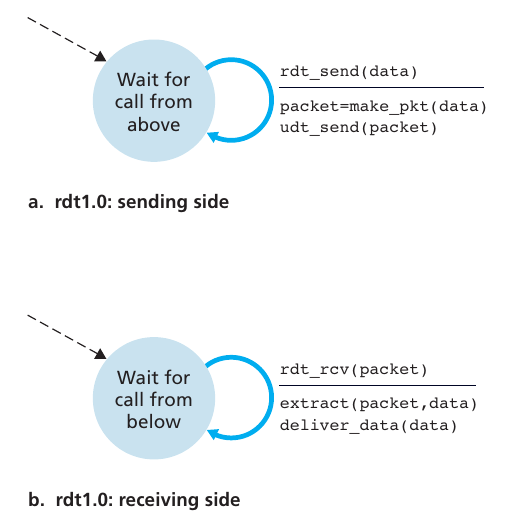 Wait for
call from
above
rdt_send(data)
packet=make_pkt(data)
udt_send(packet)
a. rdt1.0: sending side
Wait for
call from
below
rdt_rcv(packet)
extract(packet,data)
deliver_data(data)
b. rdt1.0: receiving side